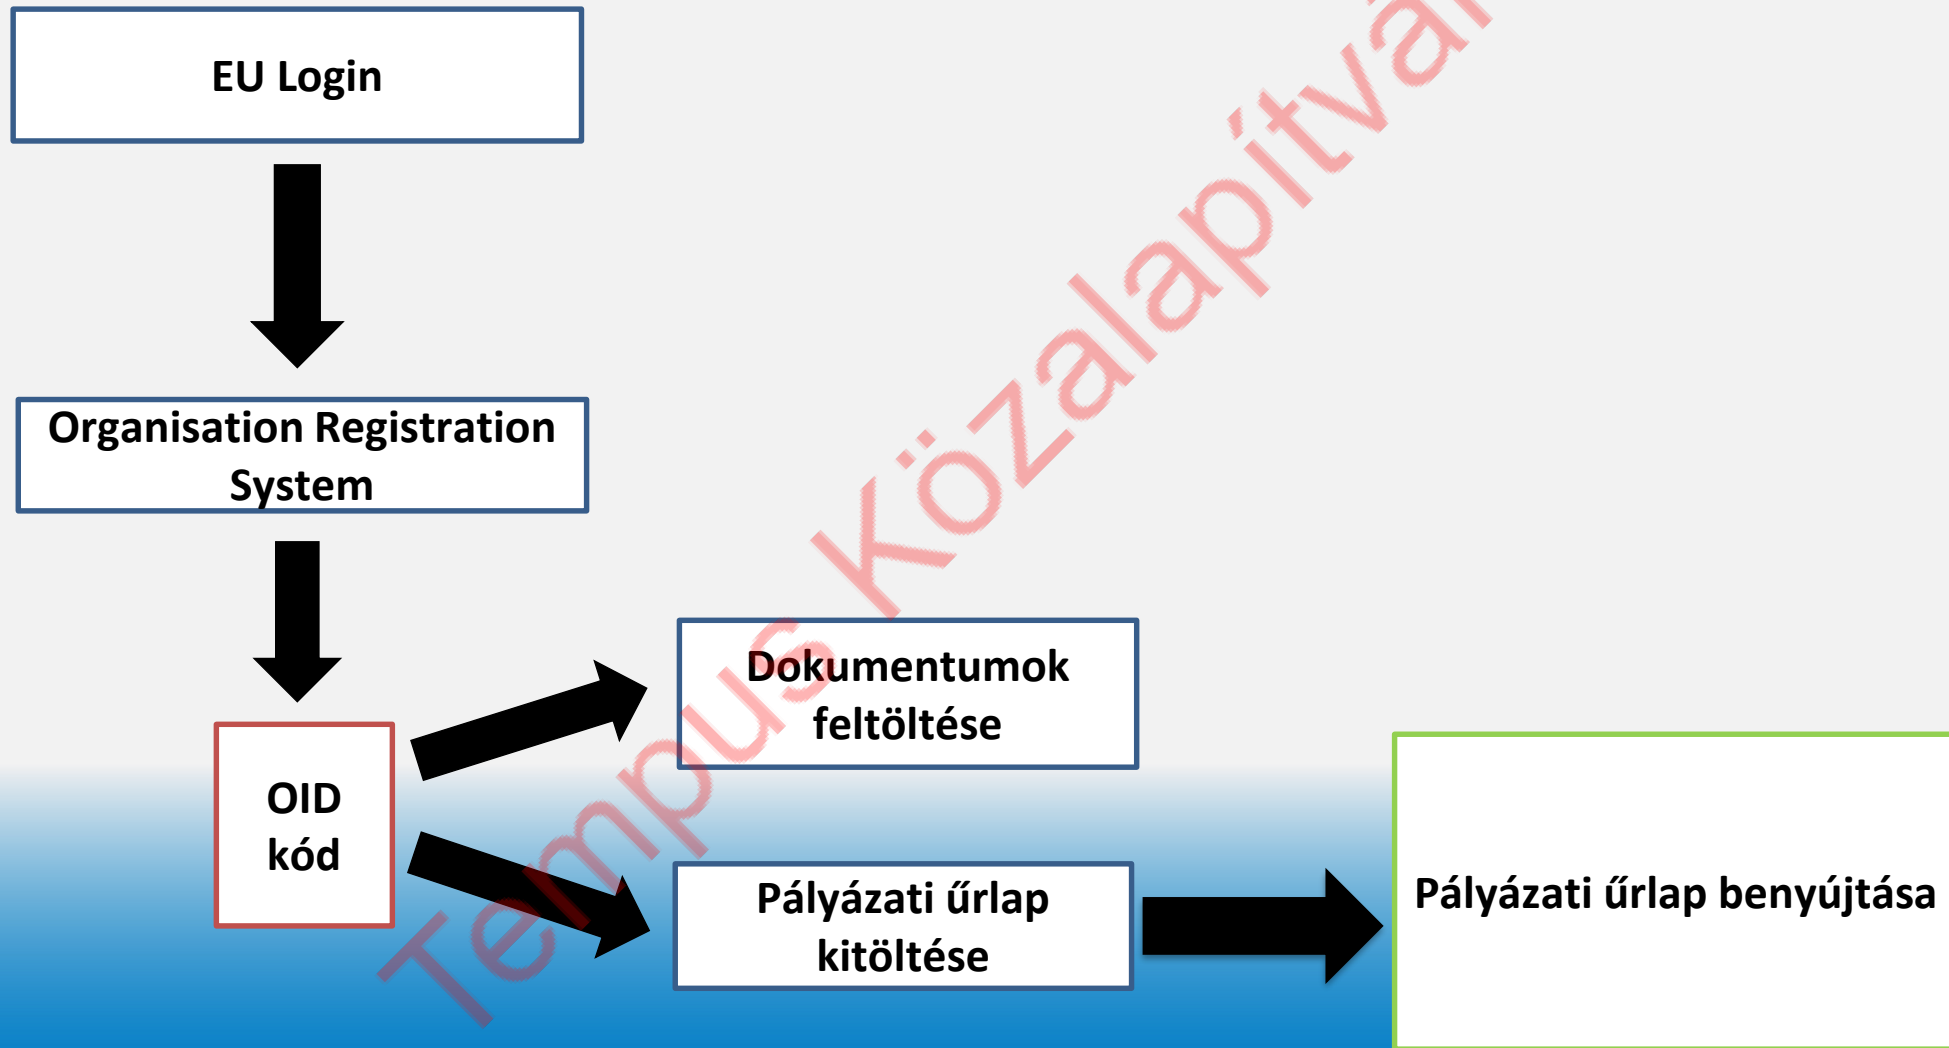 EU Login
Organisation Registration
System
Dokumentumok
feltöltése
OID
kód
Pályázati űrlap
kitöltése
Pályázati űrlap benyújtása
Tempus Közalapítvá